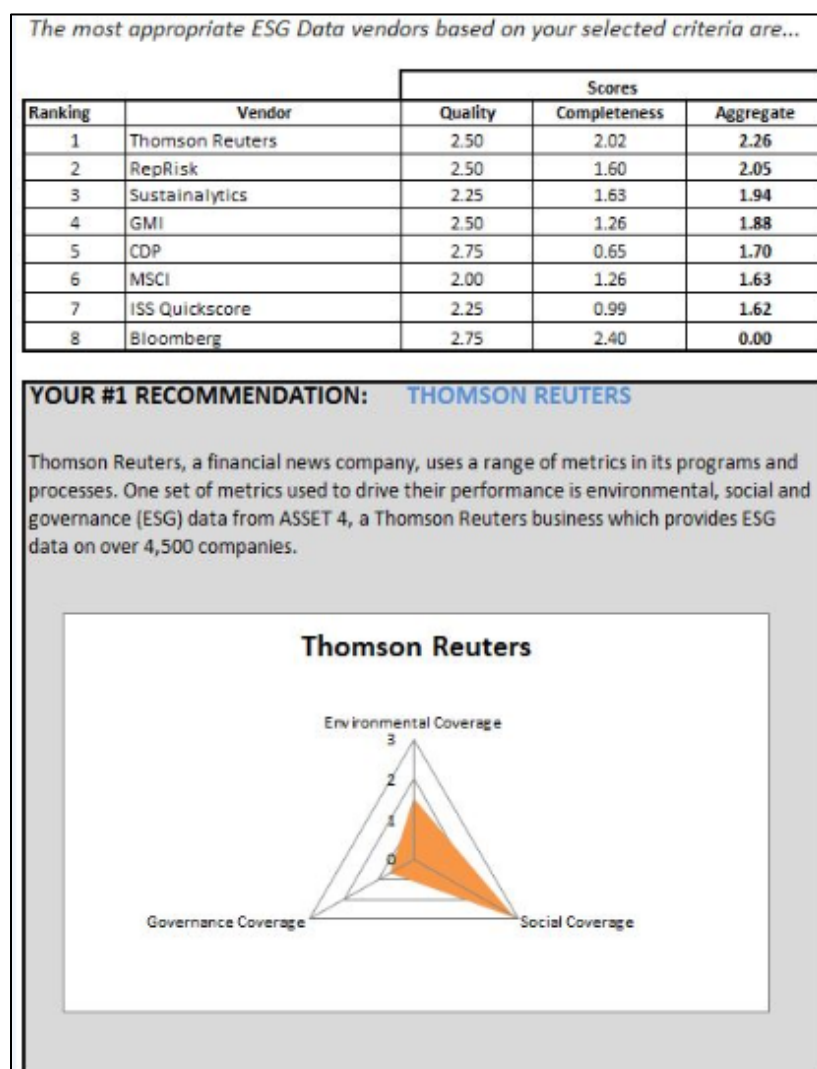 The most appropriate ESG Data vendors based on your selected criteria are...
Scores
Ranking Vendor Quality Completeness Aggregate
1 Thomson Reuters 2.50 2.02 2.26
2 RepRisk 2.50 1.60 2.05
3 Sustainalytics 2.25 1.63 1.94
4 GMI 2.50 1.26 1.88
5 CDP 2.75 0.65 1.70
6 MSCI 2.00 1.26 1.63
7 ISS Quickscore 2.25 0.99 1.62
8 Bloomberg 2.75 2.40 0.00
YOUR #1 RECOMMENDATION: THOMSON REUTERS
Thomson Reuters, a financial news company, uses a range of metrics in its programs and
processes. One set of metrics used to drive their performance is environmental, social and
governance (ESG) data from ASSET 4, a Thomson Reuters business which provides ESG
data on over 4,500 companies.
Thomson Reuters
Environmental Coverage
3
2
1
0
Governance Coverage Social Coverage